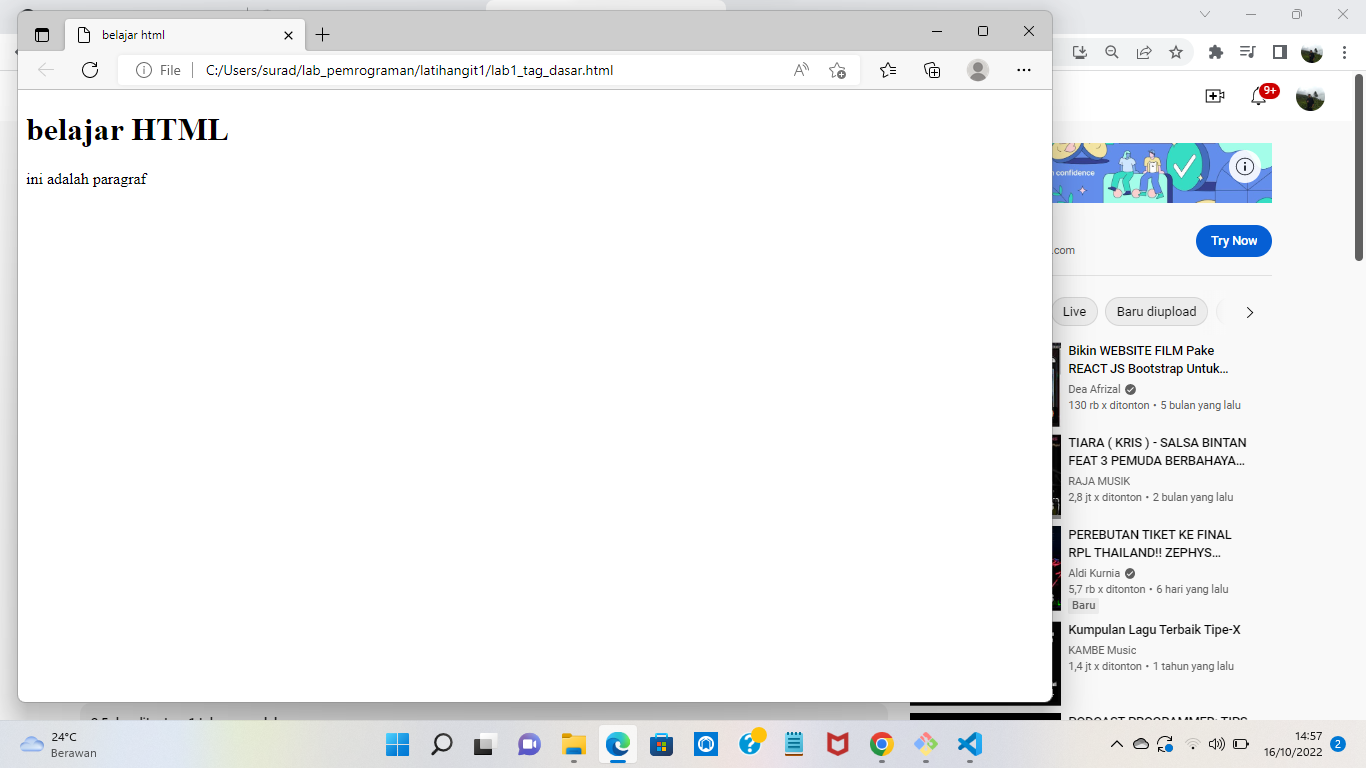 belajar html
File
C:/Users/surad/lab_pemrograman/latihangit1/lab1_tag_dasar.html
belajar HTML
ini adalah paragraf
9+
confidence
.com
Try Now
Live
Baru diupload
Bikin WEBSITE FILM Pake
REACT JS Bootstrap Untuk...
Dea Afrizal
130 rb x ditonton • 5 bulan yang lalu
TIARA ( KRIS ) - SALSA BINTAN
FEAT 3 PEMUDA BERBAHAYA...
RAJA MUSIK
2,8 jt x ditonton • 2 bulan yang lalu
PEREBUTAN TIKET KE FINAL
RPL THAILAND!! ZEPHYS...
Aldi Kurnia
5,7 rb x ditonton • 6 hari yang lalu
Baru
Kumpulan Lagu Terbaik Tipe-X
KAMBE Music
1,4 jt x ditonton • 1 tahun yang lalu
PODCAST PROGRAMMER: TIPS
24°C
Berawan
14:57
16/10/2022
2